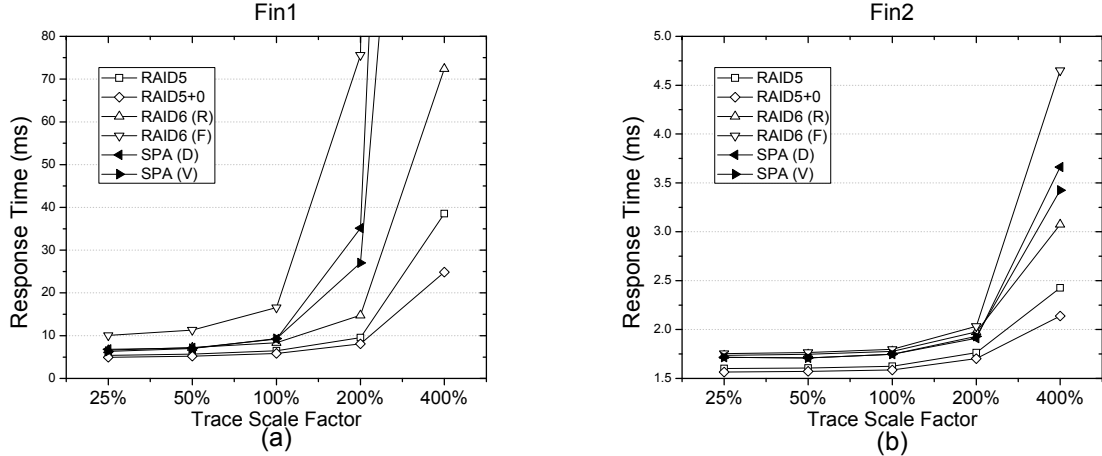 Fin1
80
70
60
50
40
30
20
10
0
Response Time (ms)
RAID5
RAID5+0
RAID6 (R)
RAID6 (F)
SPA (D)
SPA (V)
25% 50% 100% 200% 400%
Trace Scale Factor
(a)
Fin2
5.0
4.5
4.0
3.5
3.0
2.5
2.0
1.5
Response Time (ms)
RAID5
RAID5+0
RAID6 (R)
RAID6 (F)
SPA (D)
SPA (V)
25% 50% 100% 200% 400%
Trace Scale Factor
(b)